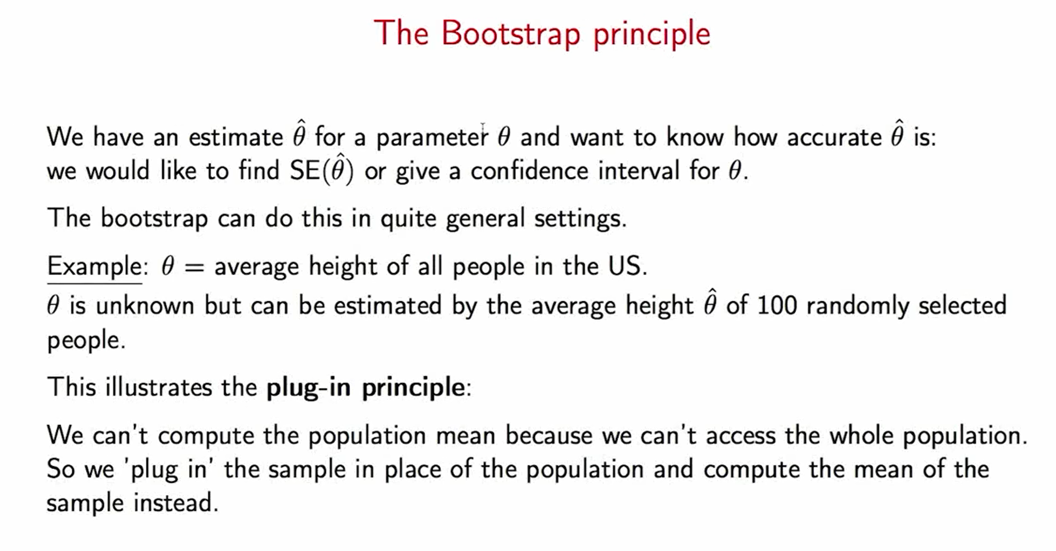 The Bootstrap principle
We have an estimate θ̂ for a parameter θ and want to know how accurate θ̂ is:
we would like to find SE(θ̂) or give a confidence interval for θ.
The bootstrap can do this in quite general settings.
Example: θ = average height of all people in the US.
θ is unknown but can be estimated by the average height θ̂ of 100 randomly selected
people.
This illustrates the plug-in principle:
We can't compute the population mean because we can't access the whole population.
So we 'plug in' the sample in place of the population and compute the mean of the
sample instead.